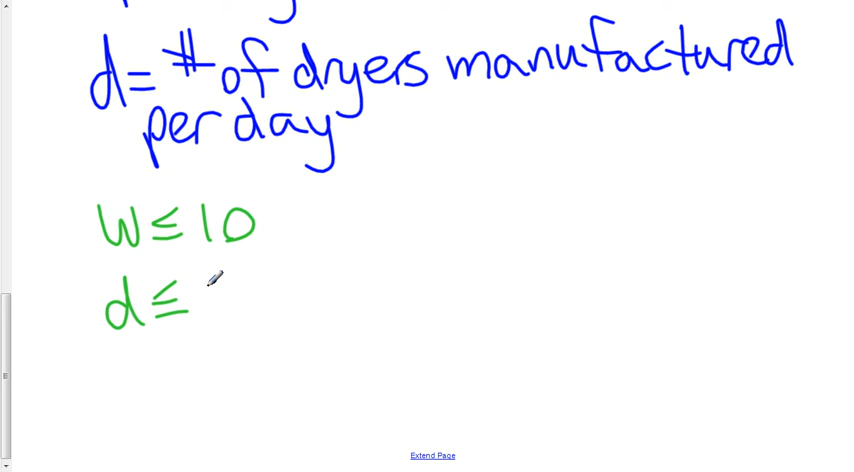 d = # of dryers manufactured
per day
w ≤ 10
d ≤
Extend Page